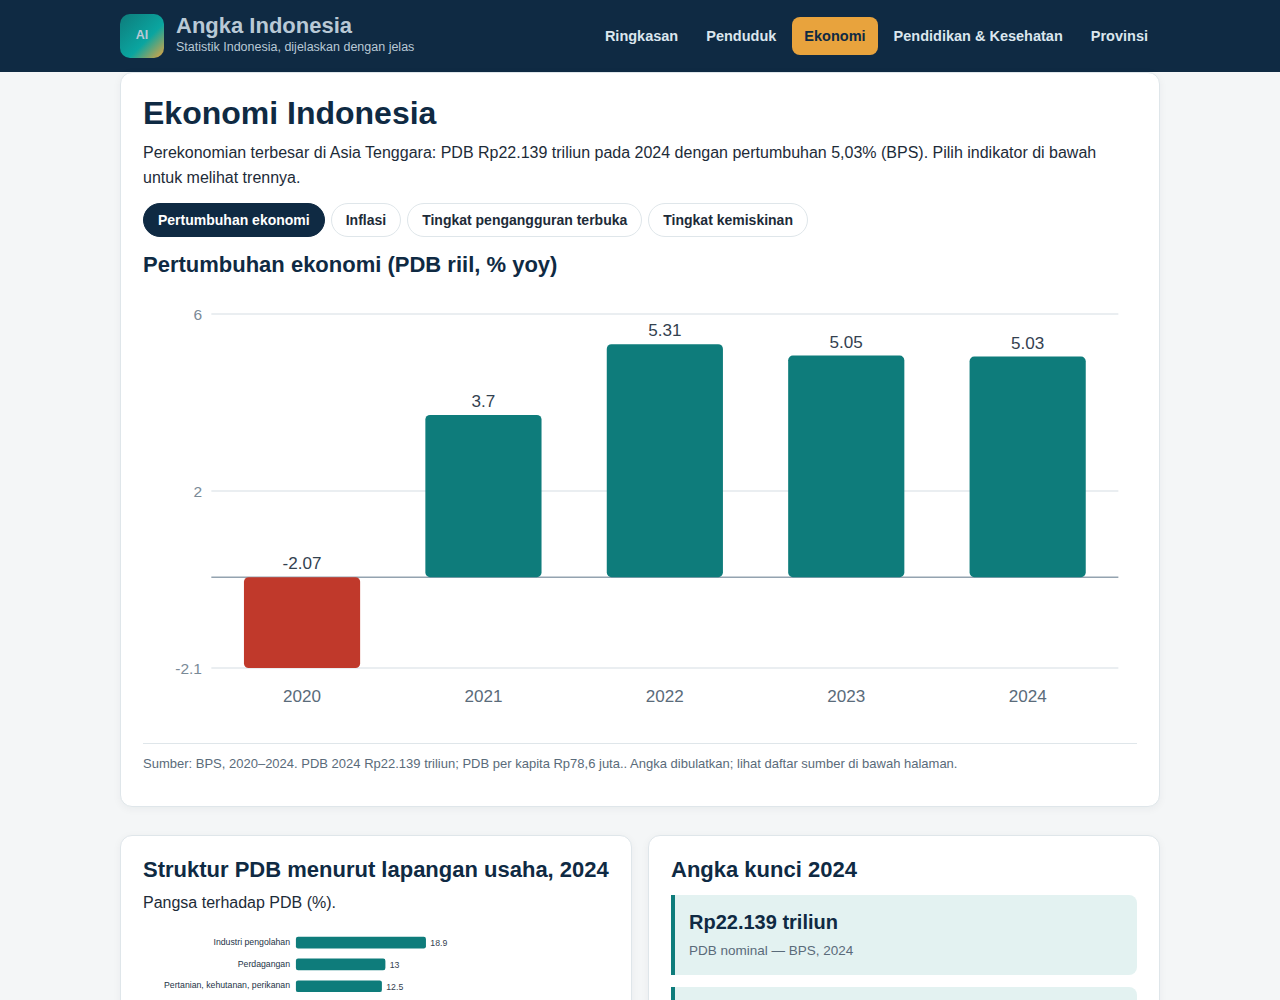 AI
Angka Indonesia
Statistik Indonesia, dijelaskan dengan jelas
Ringkasan
Penduduk
Ekonomi
Pendidikan & Kesehatan
Provinsi
Ekonomi Indonesia
Perekonomian terbesar di Asia Tenggara: PDB Rp22.139 triliun pada 2024 dengan pertumbuhan 5,03% (BPS). Pilih indikator di bawah
untuk melihat trennya.
Pertumbuhan ekonomi
Inflasi
Tingkat pengangguran terbuka
Tingkat kemiskinan
Pertumbuhan ekonomi (PDB riil, % yoy)
6
5.31
5.05
5.03
3.7
2
-2.07
-2.1
2020
2021
2022
2023
2024
Sumber: BPS, 2020–2024. PDB 2024 Rp22.139 triliun; PDB per kapita Rp78,6 juta.. Angka dibulatkan; lihat daftar sumber di bawah halaman.
Struktur PDB menurut lapangan usaha, 2024
Pangsa terhadap PDB (%).
Industri pengolahan 18.9
Perdagangan 13
Pertanian, kehutanan, perikanan 12.5
Angka kunci 2024
Rp22.139 triliun
PDB nominal — BPS, 2024